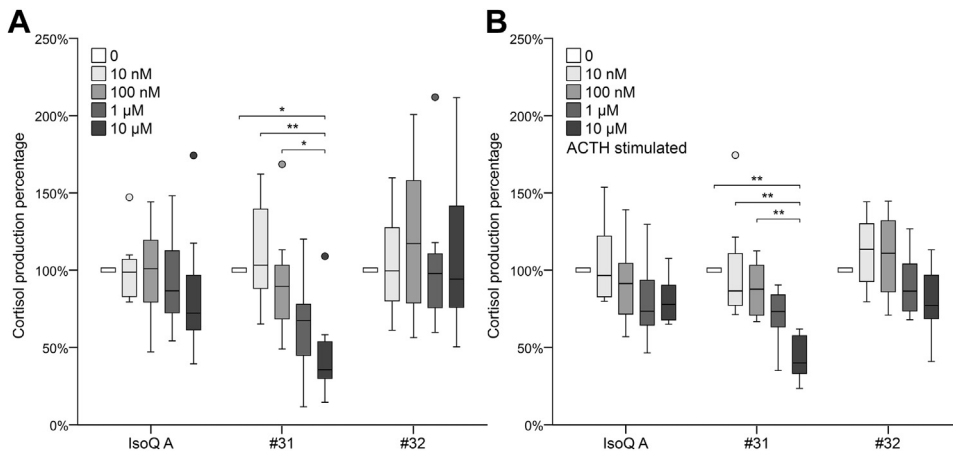 A
Cortisol production percentage
250%
200%
150%
100%
50%
0%
0
10 nM
100 nM
1 µM
10 µM
*
**
*
IsoQ A
#31
#32
B
Cortisol production percentage
250%
200%
150%
100%
50%
0%
0
10 nM
100 nM
1 µM
10 µM
ACTH stimulated
**
**
**
IsoQ A
#31
#32